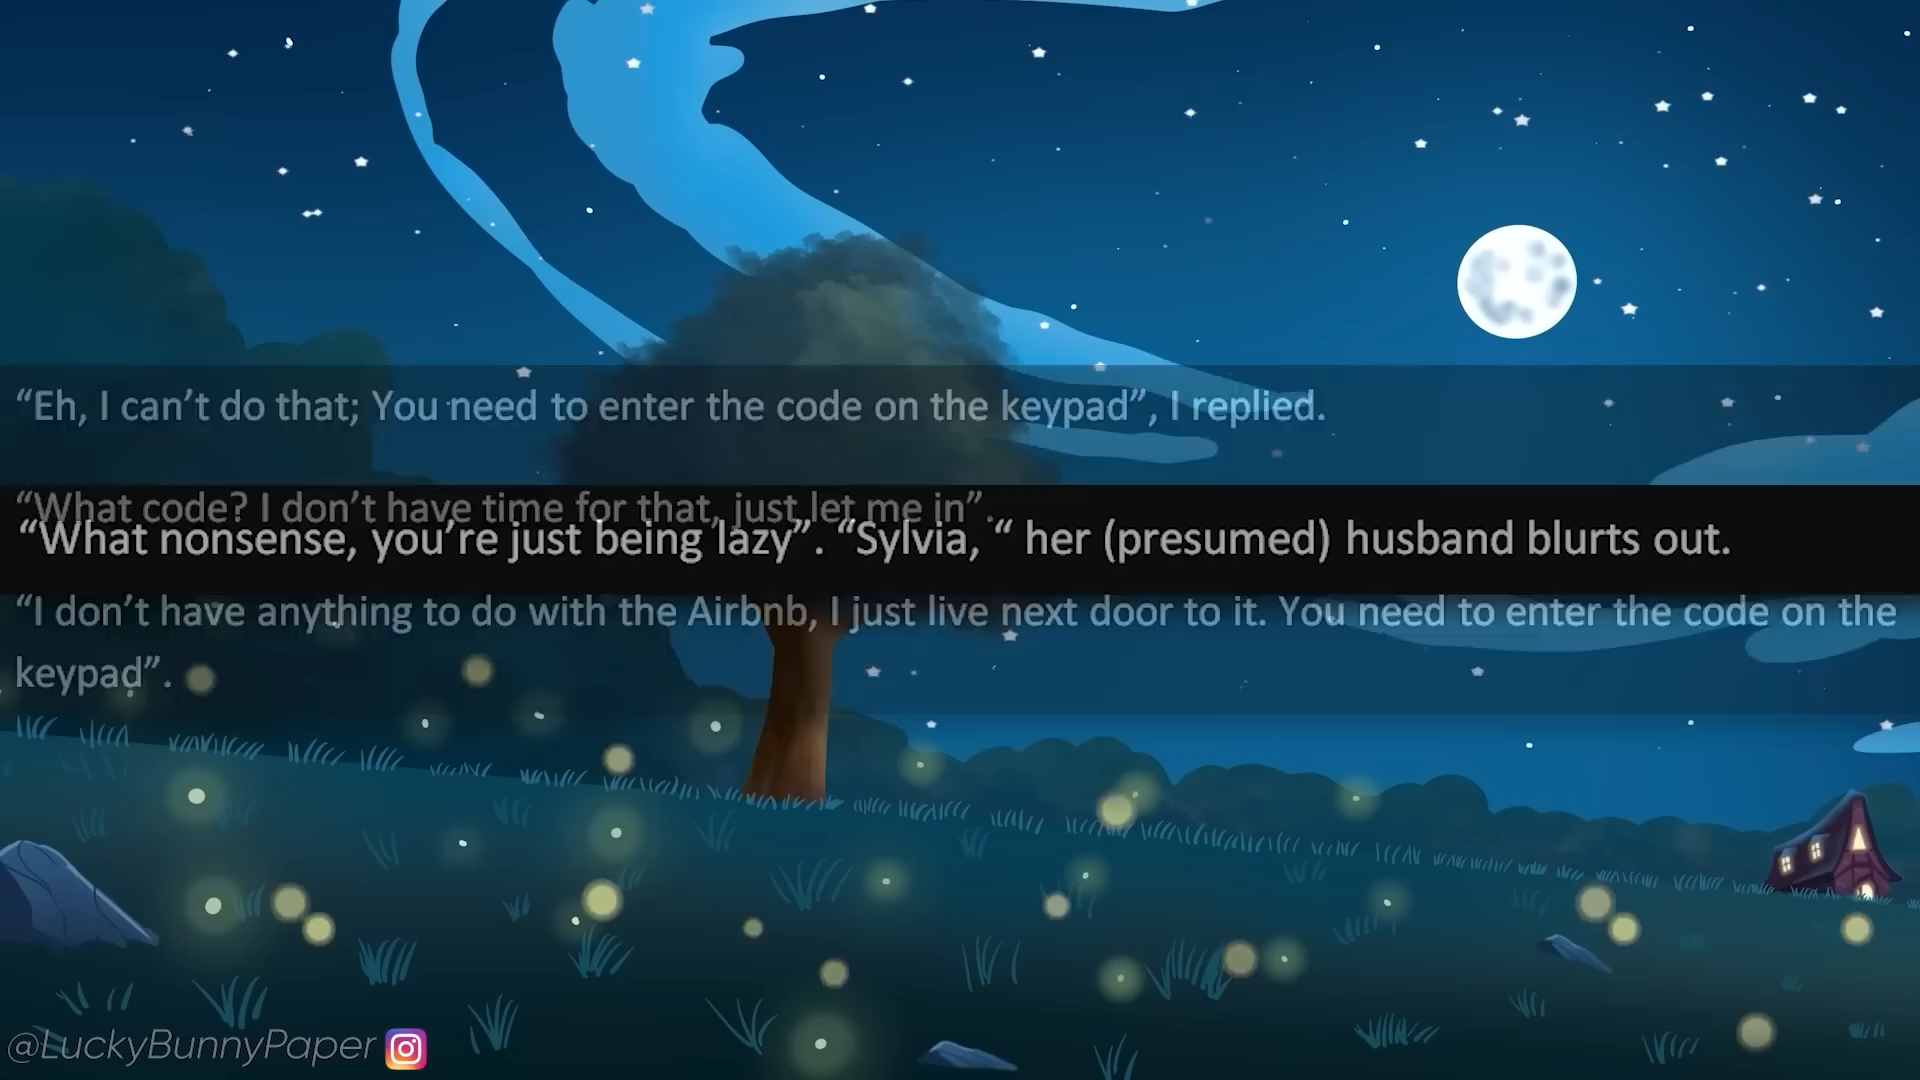 “Eh, I can’t do that; You need to enter the code on the keypad”, I replied.
“What code? I don’t have time for that, just let me in”.
“What nonsense, you’re just being lazy”. “Sylvia, “ her (presumed) husband blurts out.
“I don’t have anything to do with the Airbnb, I just live next door to it. You need to enter the code on the
keypad”.
@LuckyBunnyPaper